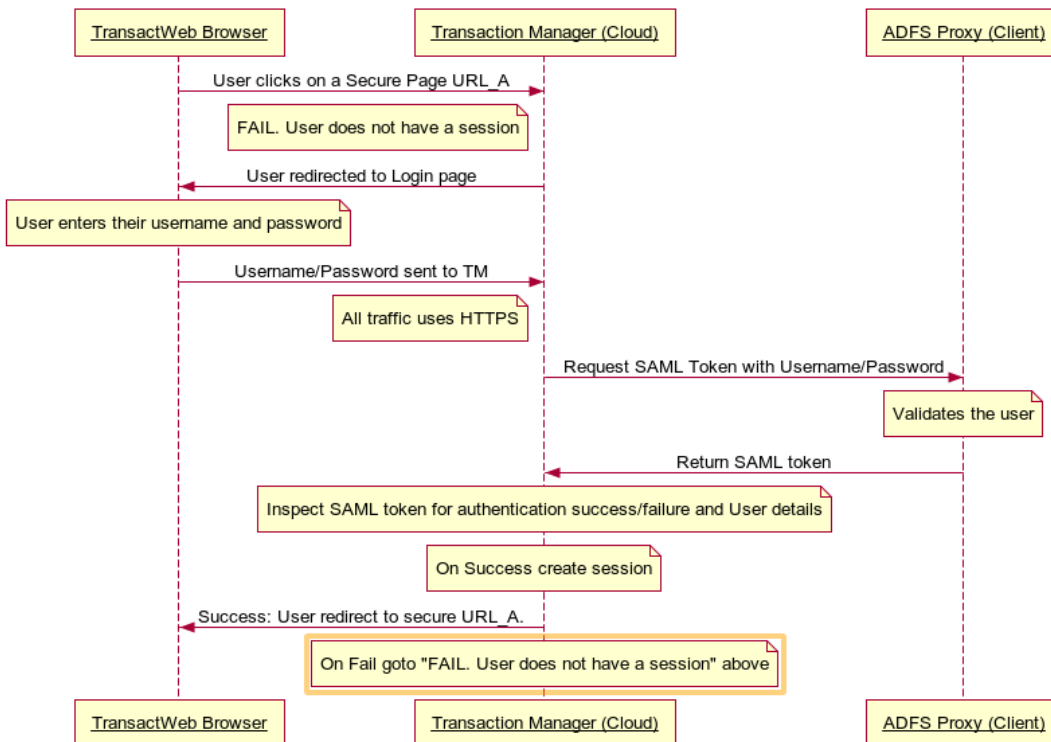 TransactWeb Browser
Transaction Manager (Cloud)
ADFS Proxy (Client)
User clicks on a Secure Page URL_A
FAIL. User does not have a session
User redirected to Login page
User enters their username and password
Username/Password sent to TM
All traffic uses HTTPS
Request SAML Token with Username/Password
Validates the user
Return SAML token
Inspect SAML token for authentication success/failure and User details
On Success create session
Success: User redirect to secure URL_A.
On Fail goto "FAIL. User does not have a session" above
TransactWeb Browser
Transaction Manager (Cloud)
ADFS Proxy (Client)